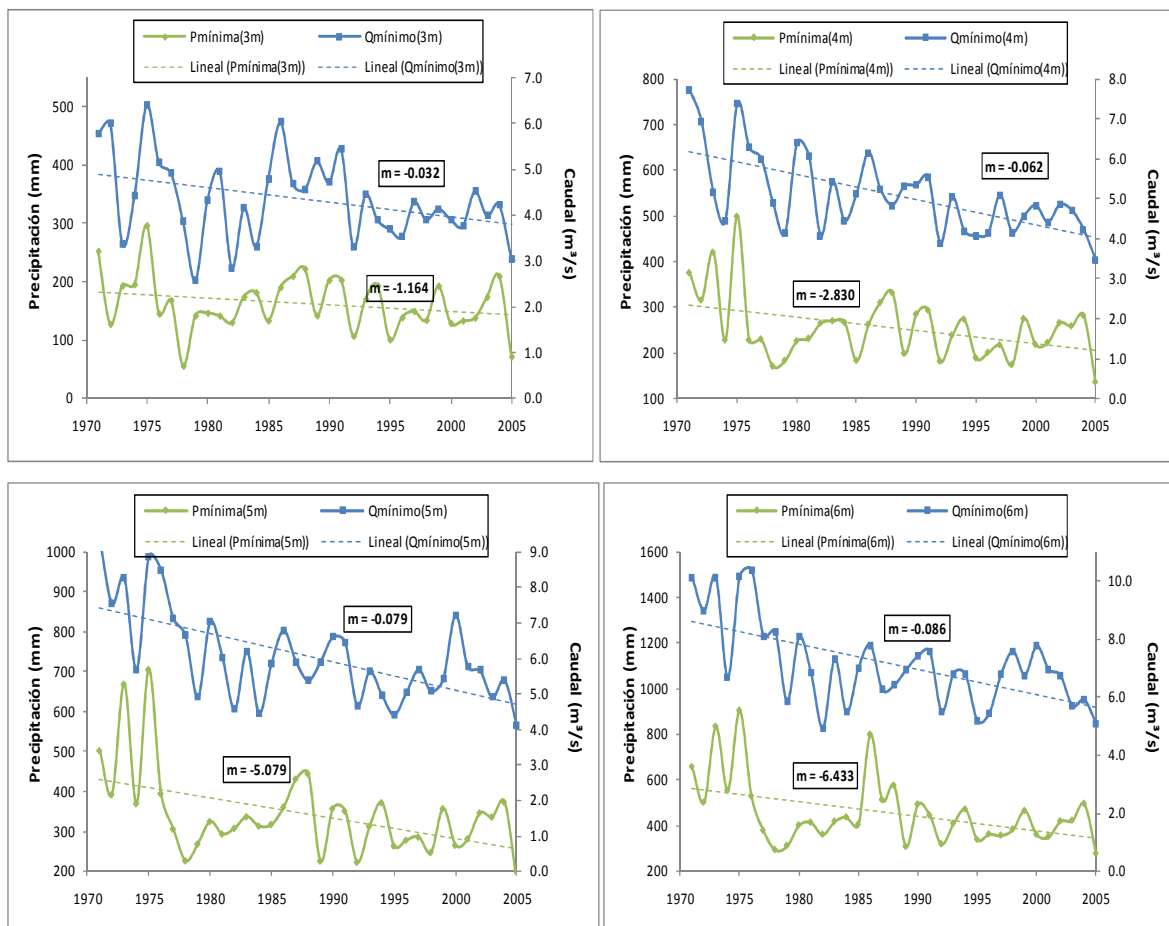 Pmínima(3m) Qmínimo(3m)
Lineal (Pmínima(3m)) Lineal (Qmínimo(3m))
Precipitación (mm)
500
400
300
200
100
0
7.0
6.0
5.0
4.0
3.0
2.0
1.0
0.0
Caudal (m³/s)
m = -0.032
m = -1.164
1970 1975 1980 1985 1990 1995 2000 2005
Pmínima(4m) Qmínimo(4m)
Lineal (Pmínima(4m)) Lineal (Qmínimo(4m))
Precipitación (mm)
800
700
600
500
400
300
200
100
8.0
7.0
6.0
5.0
4.0
3.0
2.0
1.0
0.0
Caudal (m³/s)
m = -0.062
m = -2.830
1970 1975 1980 1985 1990 1995 2000 2005
Pmínima(5m) Qmínimo(5m)
Lineal (Pmínima(5m)) Lineal (Qmínimo(5m))
Precipitación (mm)
1000
900
800
700
600
500
400
300
200
9.0
8.0
7.0
6.0
5.0
4.0
3.0
2.0
1.0
0.0
Caudal (m³/s)
m = -0.079
m = -5.079
1970 1975 1980 1985 1990 1995 2000 2005
Pmínima(6m) Qmínimo(6m)
Lineal (Pmínima(6m)) Lineal (Qmínimo(6m))
Precipitación (mm)
1600
1400
1200
1000
800
600
400
200
10.0
8.0
6.0
4.0
2.0
0.0
Caudal (m³/s)
m = -0.086
m = -6.433
1970 1975 1980 1985 1990 1995 2000 2005